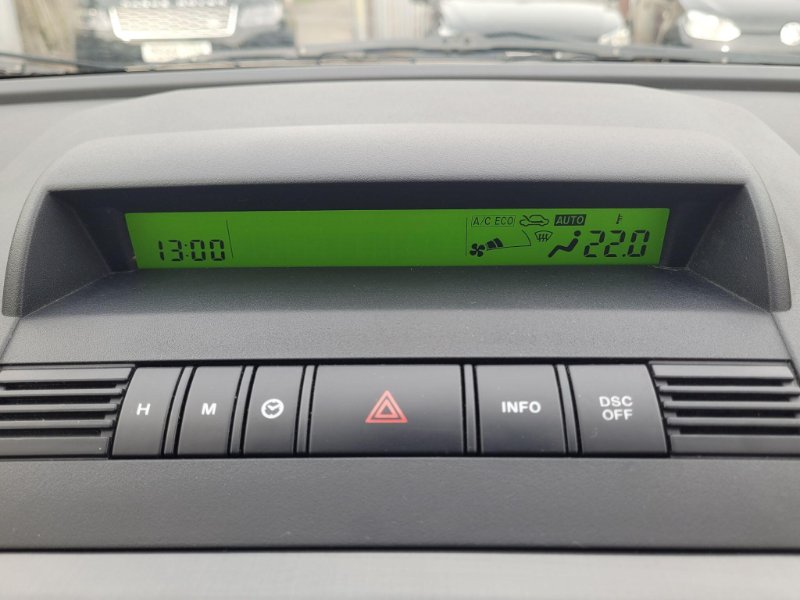 A/C ECO AUTO
13:00 22.0
H M INFO DSC
OFF